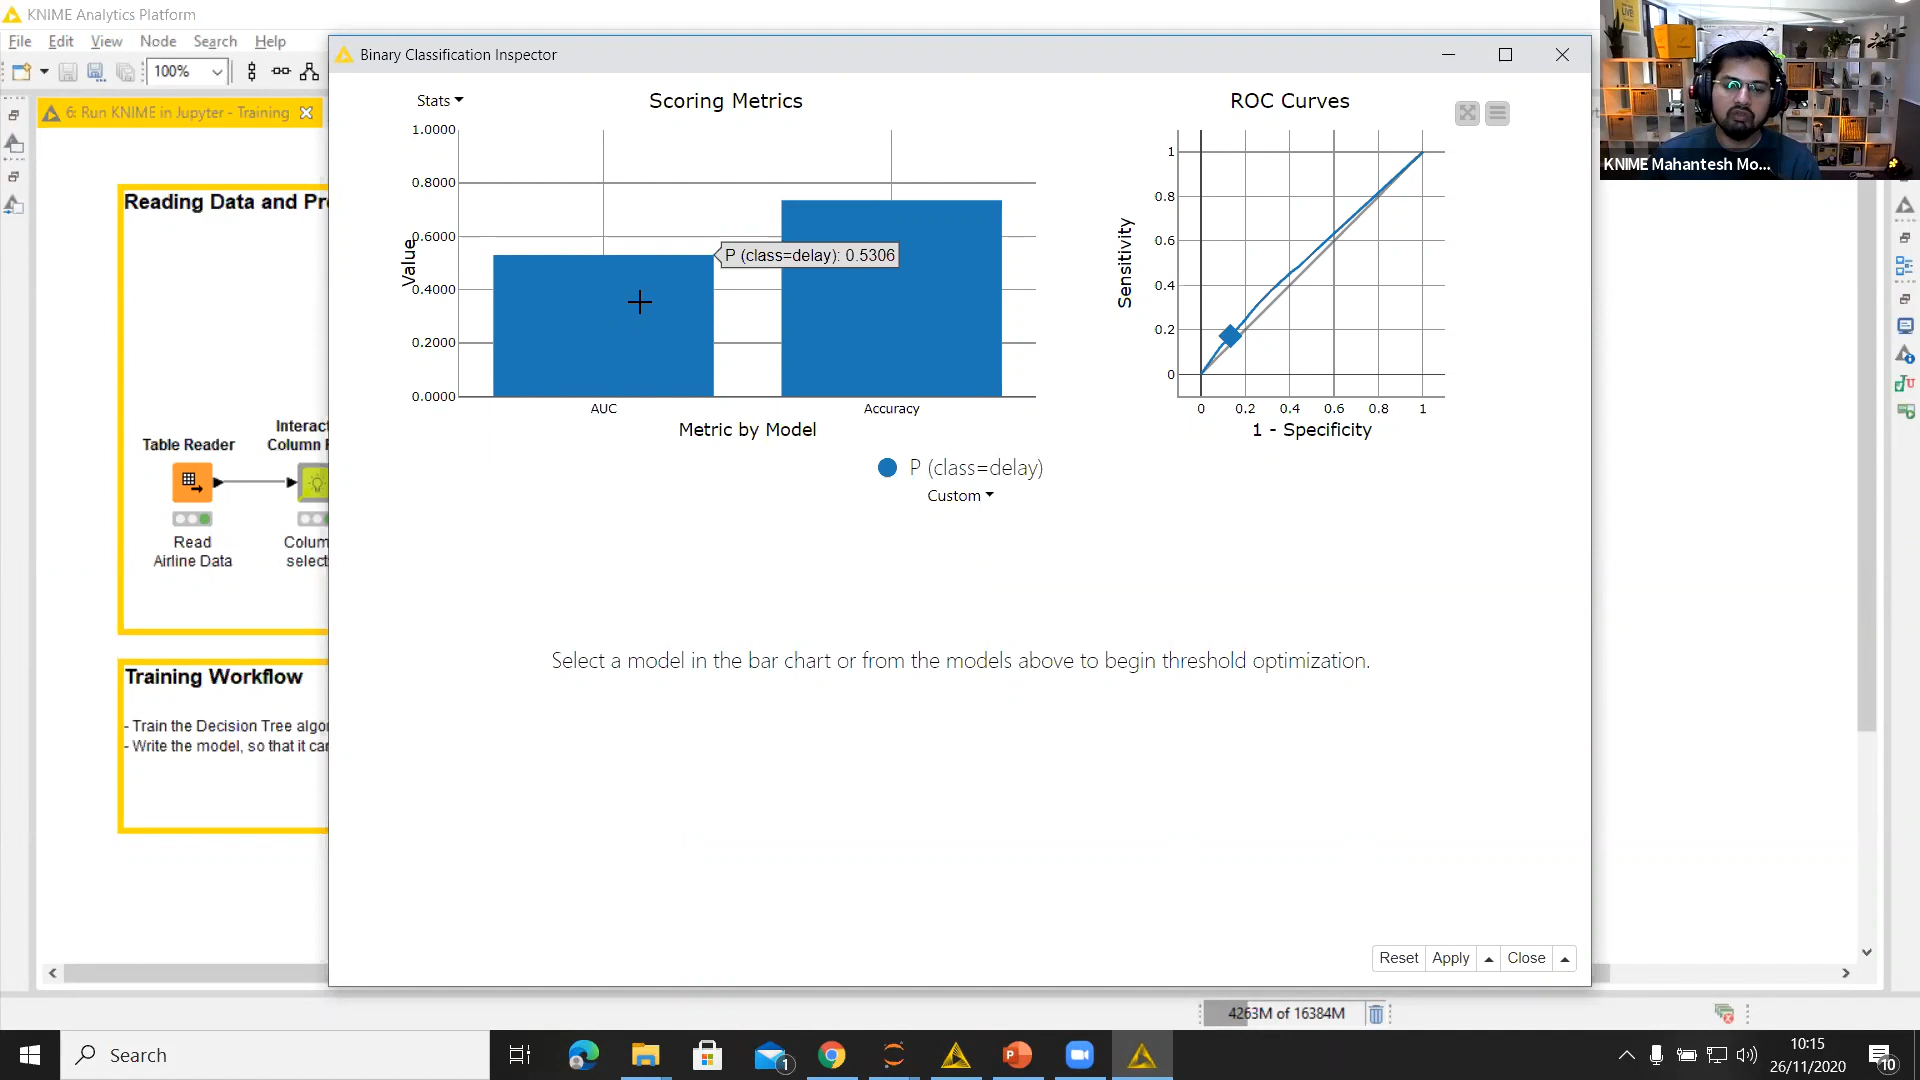 KNIME Analytics Platform
File Edit View Node Search Help
100%
6: Run KNIME in Jupyter - Training
Binary Classification Inspector
Stats
Scoring Metrics
1.0000
0.8000
0.6000
0.4000
0.2000
0.0000
Value
P (class=delay): 0.5306
AUC
Accuracy
Metric by Model
ROC Curves
1
0.8
0.6
0.4
0.2
0
Sensitivity
0 0.2 0.4 0.6 0.8 1
1 - Specificity
P (class=delay)
Custom
Select a model in the bar chart or from the models above to begin threshold optimization.
Reset Apply Close
Reading Data and Pr
Table Reader
Interac
Column F
Read
Airline Data
Colum
select
Training Workflow
- Train the Decision Tree algo
- Write the model, so that it car
KNIME Mahantesh Mo...
4263M of 16384M
Search
1
10:15
26/11/2020
10